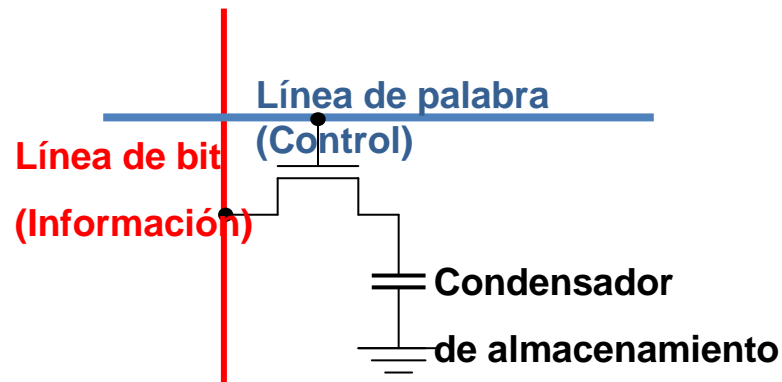 Línea de palabra
(Control)
Línea de bit
(Información)
Condensador
de almacenamiento